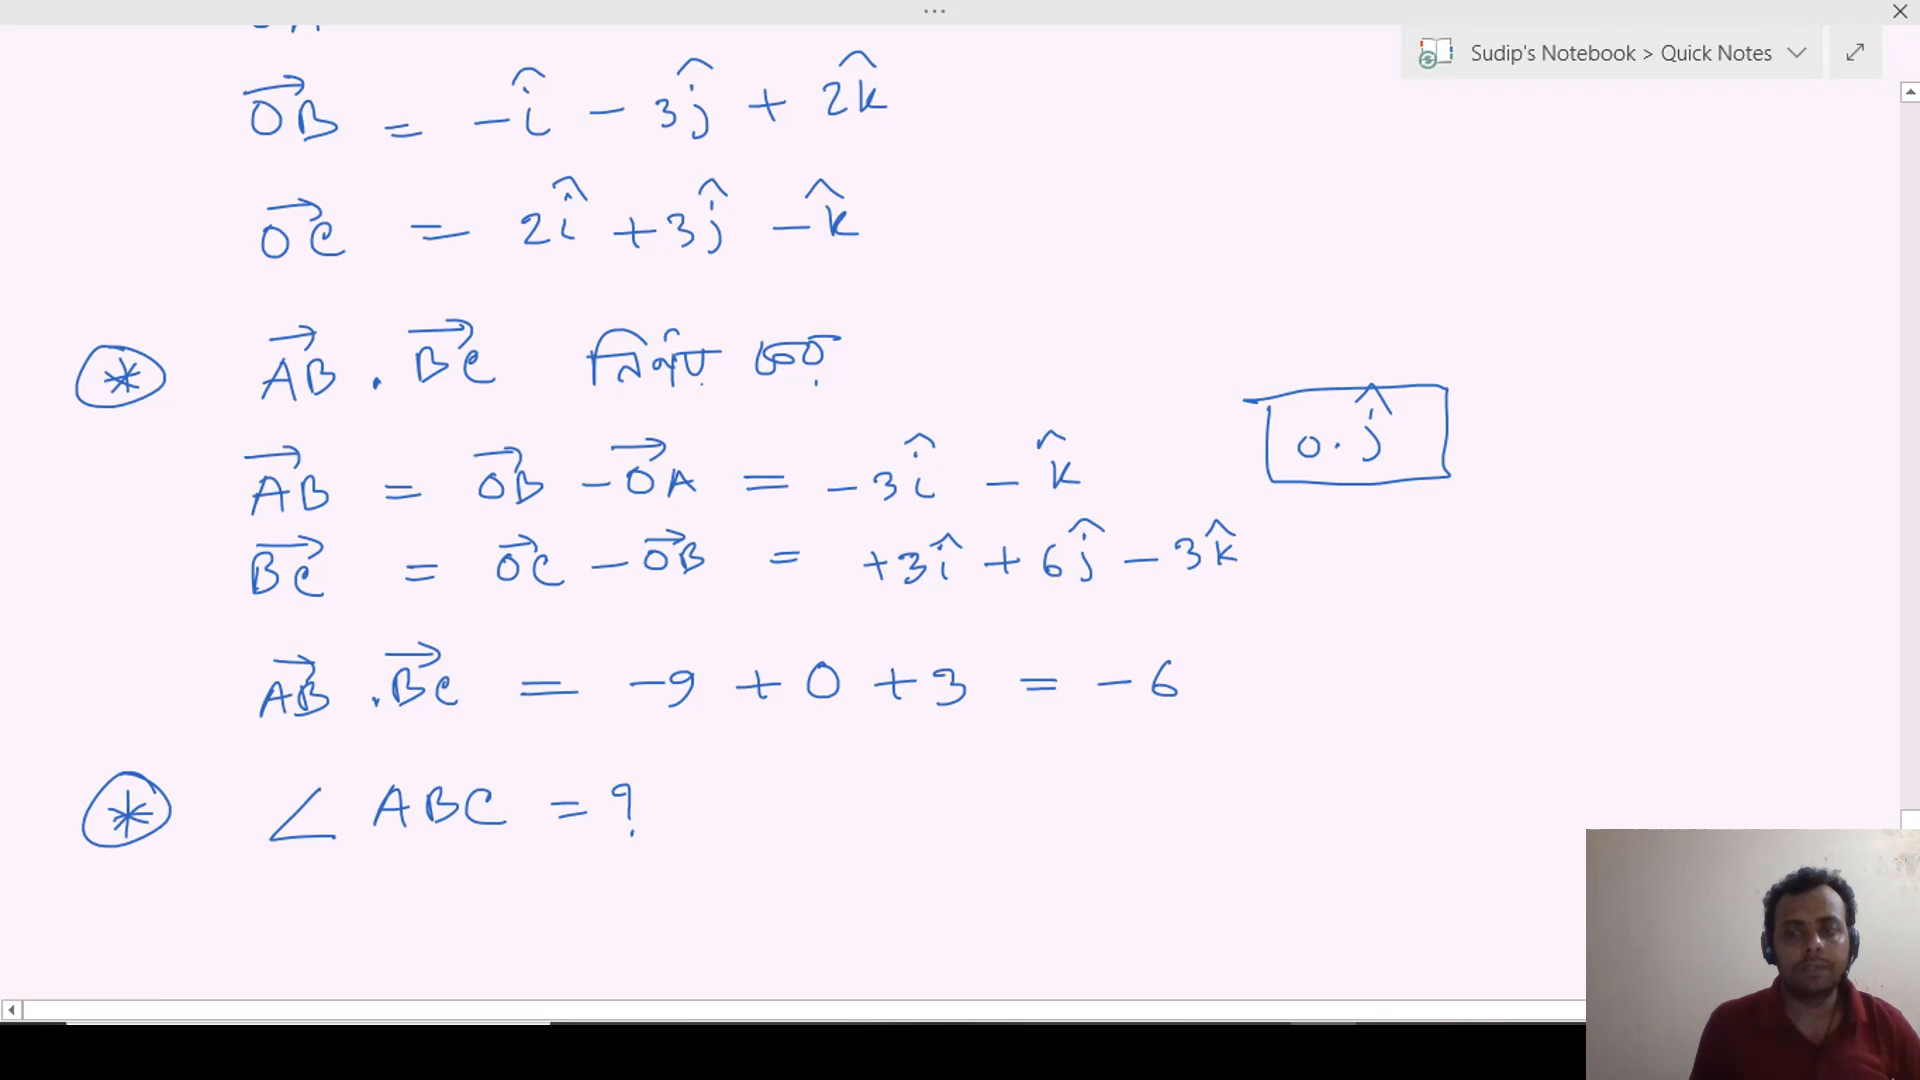 ...
Sudip's Notebook > Quick Notes
OB = -î - 3ĵ + 2k̂
OC = 2î + 3ĵ - k̂
* AB . BC নির্ণয় কর
0.ĵ
AB = OB - OA = -3î - k̂
BC = OC - OB = +3î + 6ĵ - 3k̂
AB . BC = -9 + 0 + 3 = -6
* ∠ ABC = ?